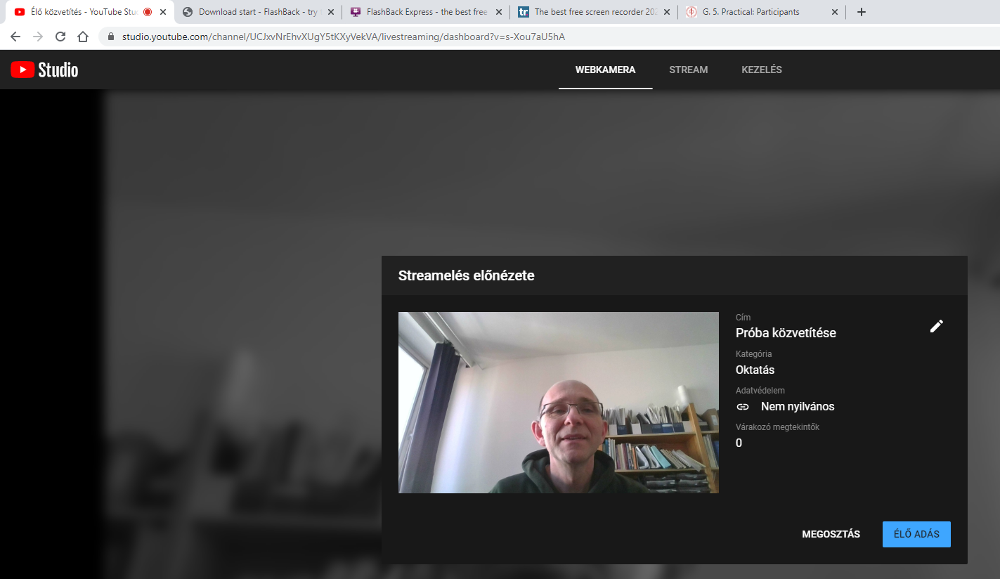 Élő közvetítés - YouTube Stu
Download start - FlashBack - try
FlashBack Express - the best free
The best free screen recorder 202
G. 5. Practical: Participants
studio.youtube.com/channel/UCJxvNrEhvXUgY5tKXyVekVA/livestreaming/dashboard?v=s-Xou7aU5hA
Studio
WEBKAMERA
STREAM
KEZELÉS
Streamelés előnézete
Cím
Próba közvetítése
Kategória
Oktatás
Adatvédelem
Nem nyilvános
Várakozó megtekintők
0
MEGOSZTÁS
ÉLŐ ADÁS